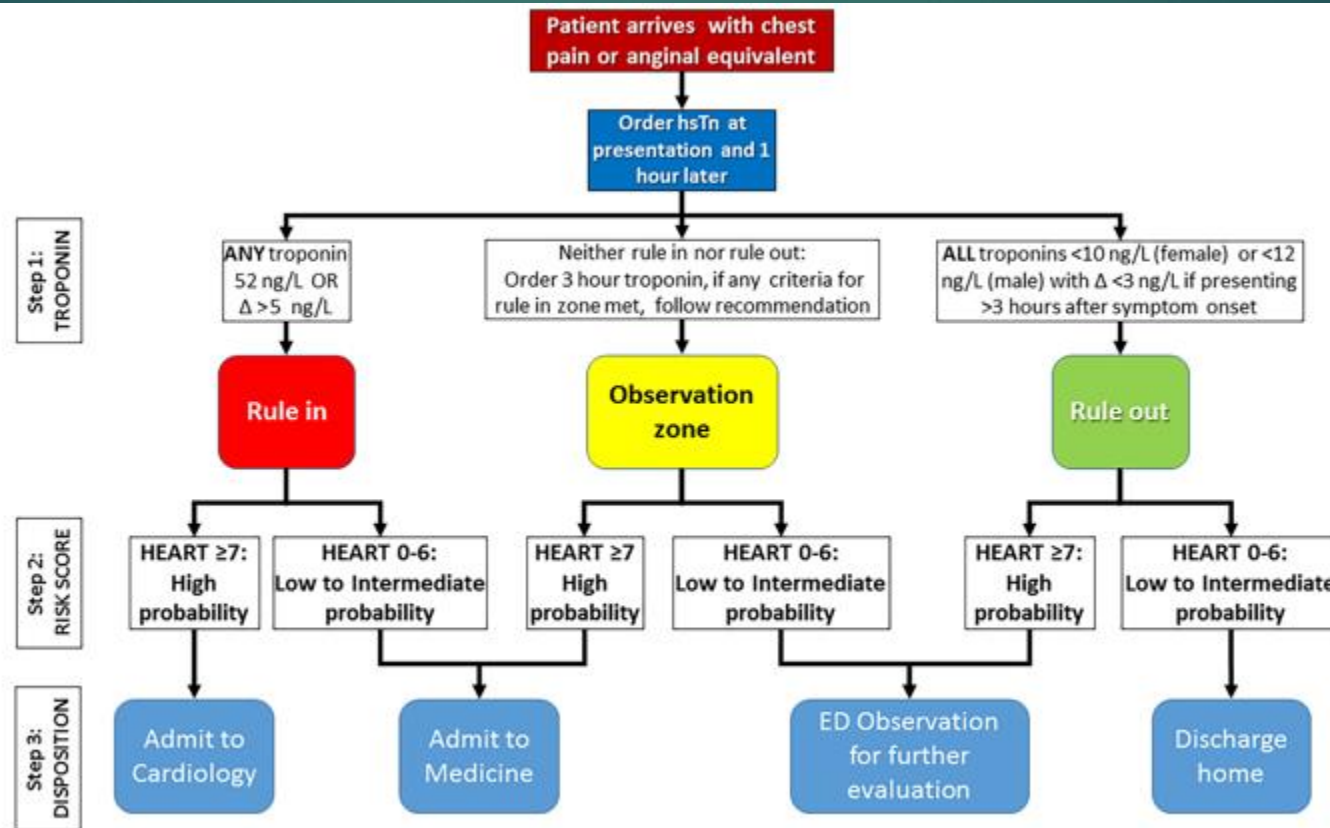 Patient arrives with chest
pain or anginal equivalent
Order hsTn at
presentation and 1
hour later
Step 1:
TROPONIN
ANY troponin
52 ng/L OR
Δ >5 ng/L
Neither rule in nor rule out:
Order 3 hour troponin, if any criteria for
rule in zone met, follow recommendation
ALL troponins <10 ng/L (female) or <12
ng/L (male) with Δ <3 ng/L if presenting
>3 hours after symptom onset
Rule in
Observation
zone
Rule out
Step 2:
RISK SCORE
HEART ≥7:
High
probability
HEART 0-6:
Low to Intermediate
probability
HEART ≥7
High
probability
HEART 0-6:
Low to Intermediate
probability
HEART ≥7:
High
probability
HEART 0-6:
Low to Intermediate
probability
Step 3:
DISPOSITION
Admit to
Cardiology
Admit to
Medicine
ED Observation
for further
evaluation
Discharge
home